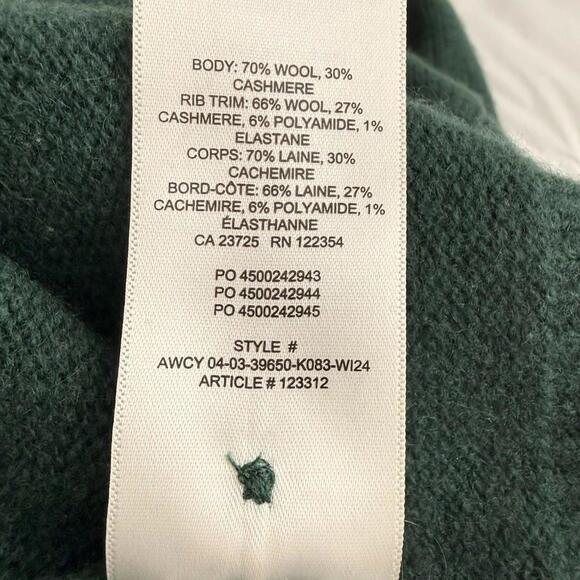 BODY: 70% WOOL, 30%
CASHMERE
RIB TRIM: 66% WOOL, 27%
CASHMERE, 6% POLYAMIDE, 1%
ELASTANE
CORPS: 70% LAINE, 30%
CACHEMIRE
BORD-CÔTE: 66% LAINE, 27%
CACHEMIRE, 6% POLYAMIDE, 1%
ÉLASTHANNE
CA 23725 RN 122354
PO 4500242943
PO 4500242944
PO 4500242945
STYLE #
AWCY 04-03-39650-K083-WI24
ARTICLE # 123312